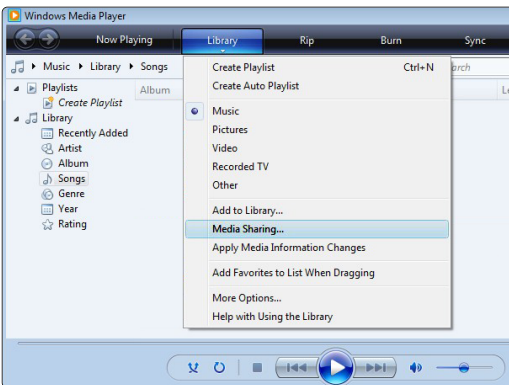 Windows Media Player
Now Playing Library Rip Burn Sync
Music Library Songs
Playlists
Create Playlist
Library
Recently Added
Artist
Album
Songs
Genre
Year
Rating
Album
Create Playlist Ctrl+N
Create Auto Playlist
Music
Pictures
Video
Recorded TV
Other
Add to Library...
Media Sharing...
Apply Media Information Changes
Add Favorites to List When Dragging
More Options...
Help with Using the Library